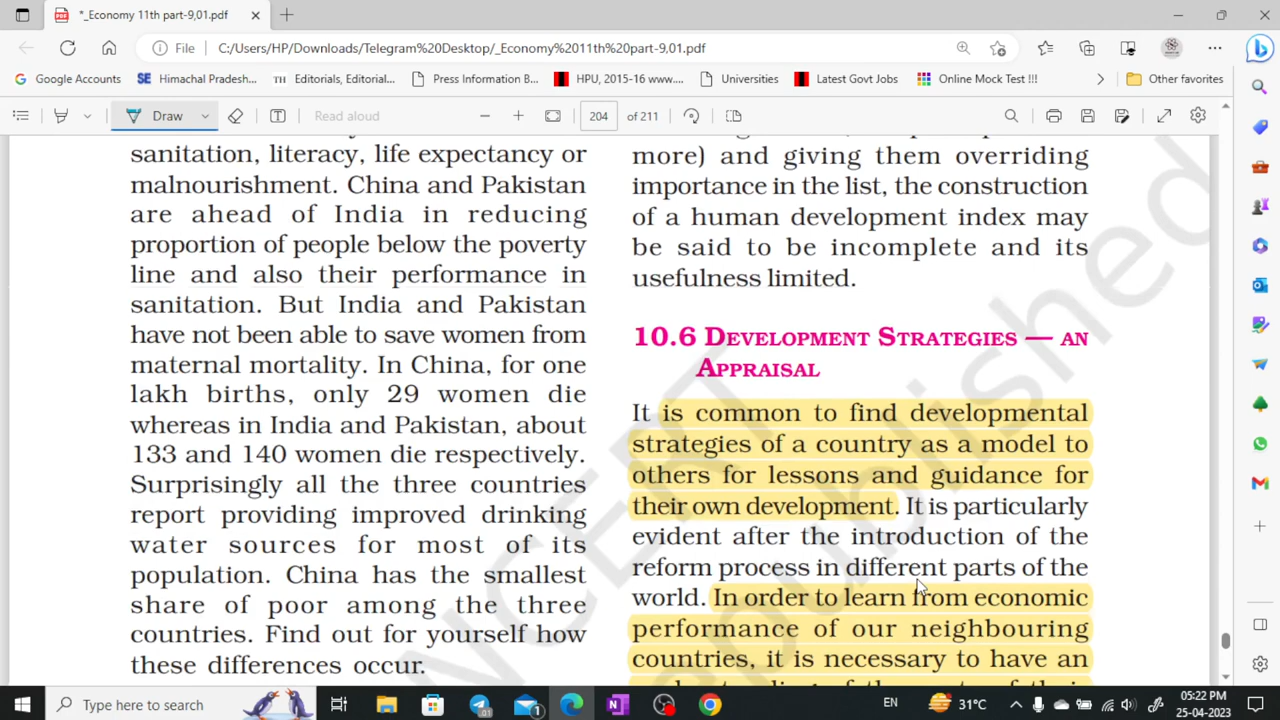 *_Economy 11th part-9,01.pdf
File
C:/Users/HP/Downloads/Telegram%20Desktop/_Economy%2011th%20part-9,01.pdf
Google Accounts
SE Himachal Pradesh...
TH Editorials, Editorial...
Press Information B...
HPU, 2015-16 www....
Universities
Latest Govt Jobs
Online Mock Test !!!
Other favorites
Draw
Read aloud
204 of 211
sanitation, literacy, life expectancy or
malnourishment. China and Pakistan
are ahead of India in reducing
proportion of people below the poverty
line and also their performance in
sanitation. But India and Pakistan
have not been able to save women from
maternal mortality. In China, for one
lakh births, only 29 women die
whereas in India and Pakistan, about
133 and 140 women die respectively.
Surprisingly all the three countries
report providing improved drinking
water sources for most of its
population. China has the smallest
share of poor among the three
countries. Find out for yourself how
these differences occur.
more) and giving them overriding
importance in the list, the construction
of a human development index may
be said to be incomplete and its
usefulness limited.
10.6 DEVELOPMENT STRATEGIES — AN
APPRAISAL
It is common to find developmental
strategies of a country as a model to
others for lessons and guidance for
their own development. It is particularly
evident after the introduction of the
reform process in different parts of the
world. In order to learn from economic
performance of our neighbouring
countries, it is necessary to have an
NCERT
published
Type here to search
EN
31°C
05:22 PM
25-04-2023